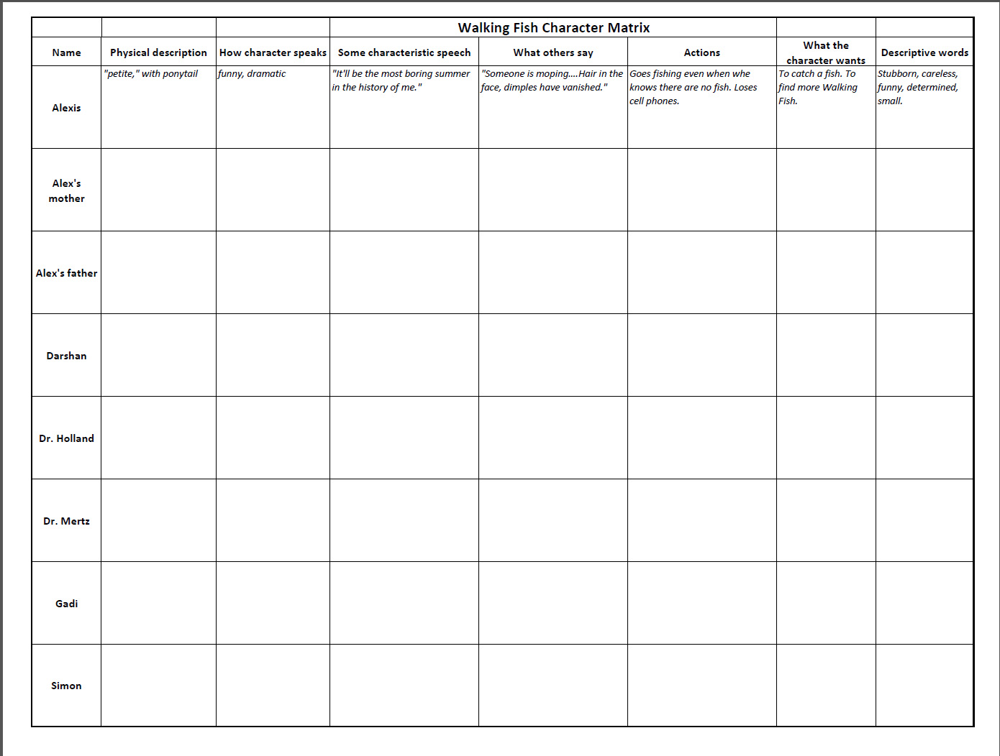 Walking Fish Character Matrix
Name
Physical description
How character speaks
Some characteristic speech
What others say
Actions
What the
character wants
Descriptive words
Alexis
"petite," with ponytail
funny, dramatic
"It'll be the most boring summer
in the history of me."
"Someone is moping....Hair in the
face, dimples have vanished."
Goes fishing even when whe
knows there are no fish. Loses
cell phones.
To catch a fish. To
find more Walking
Fish.
Stubborn, careless,
funny, determined,
small.
Alex's
mother
Alex's father
Darshan
Dr. Holland
Dr. Mertz
Gadi
Simon